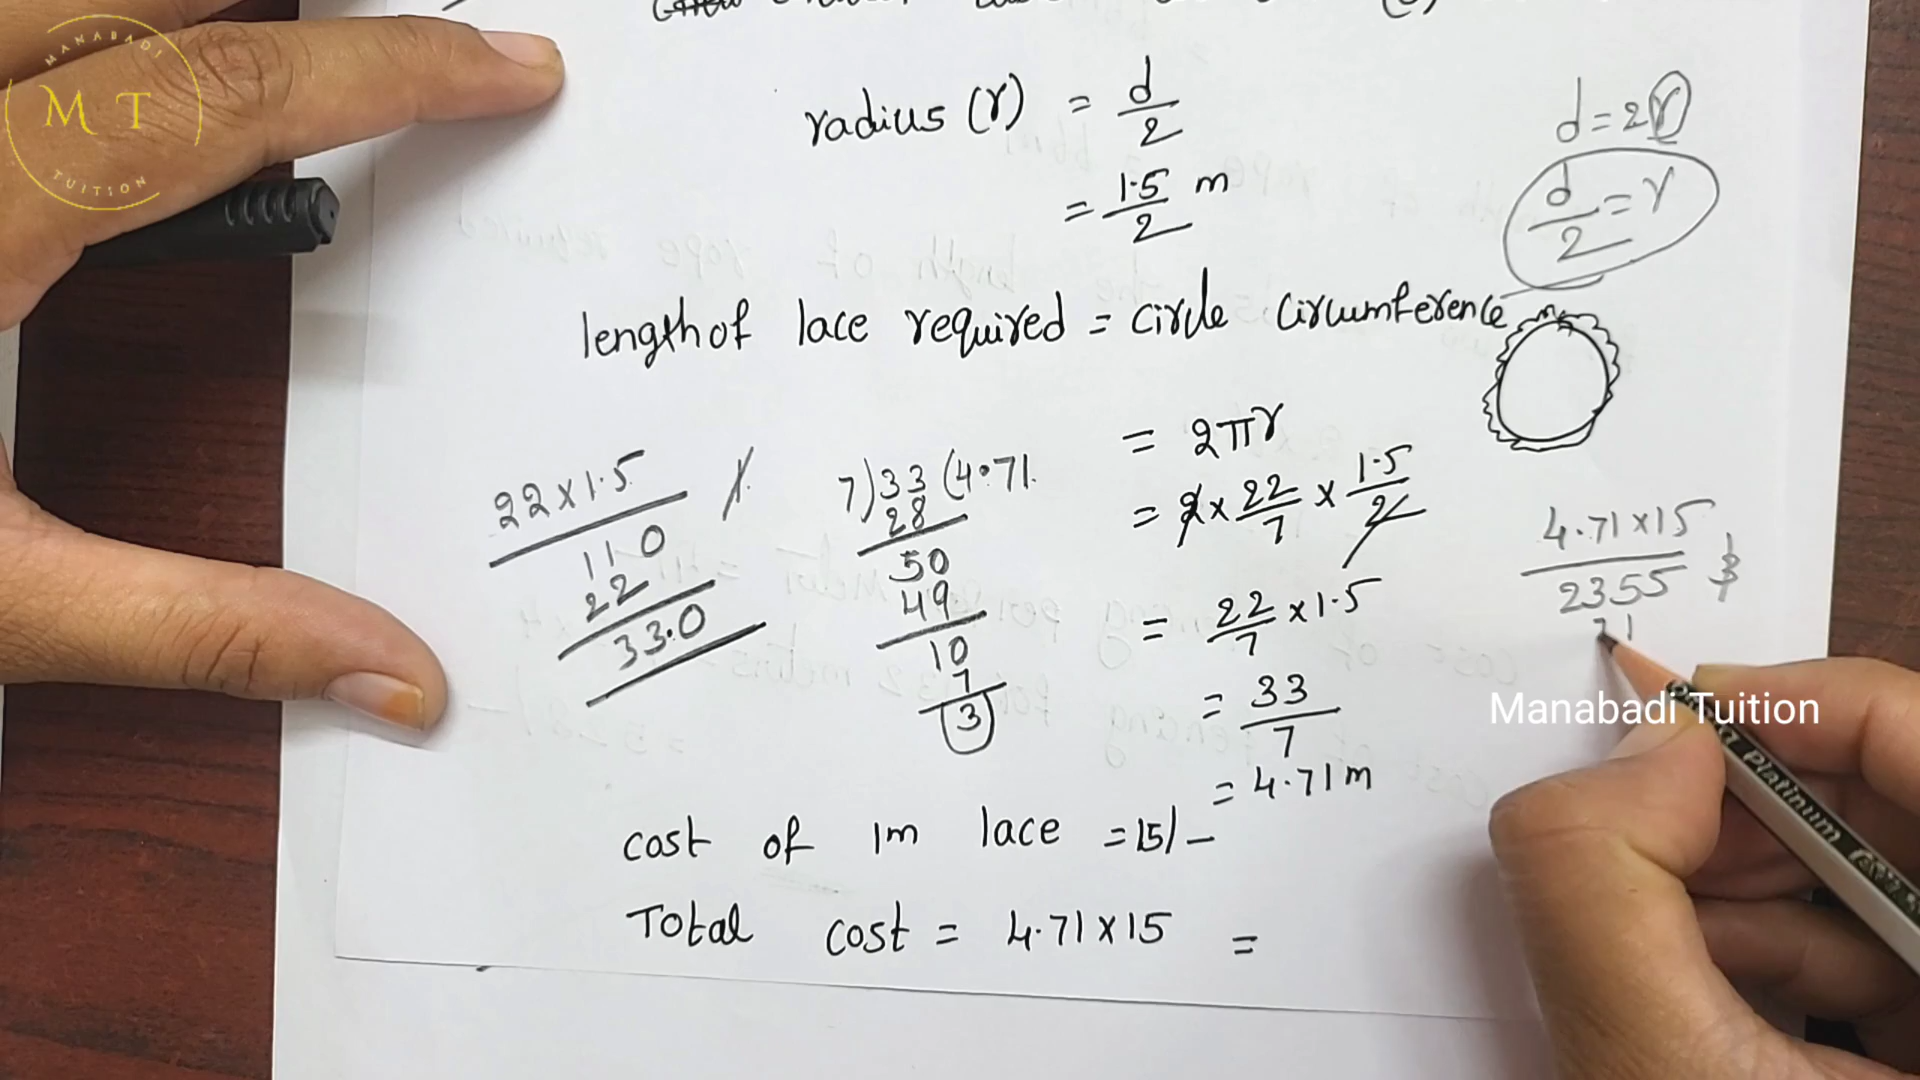 MANABADI
M T
TUITION
radius (r) = d/2
= 1.5/2 m
d = 2r
d/2 = r
length of lace required = circle circumference
= 2πr
= 2 × 22/7 × 1.5/2
= 22/7 × 1.5
= 33/7
= 4.71 m
22 × 1.5
110
22
33.0
7)33(4.71
28
50
49
10
7
3
4.71 × 15
2355
71
cost of 1m lace = 15/-
Total cost = 4.71 × 15 =
Manabadi Tuition
Platinum